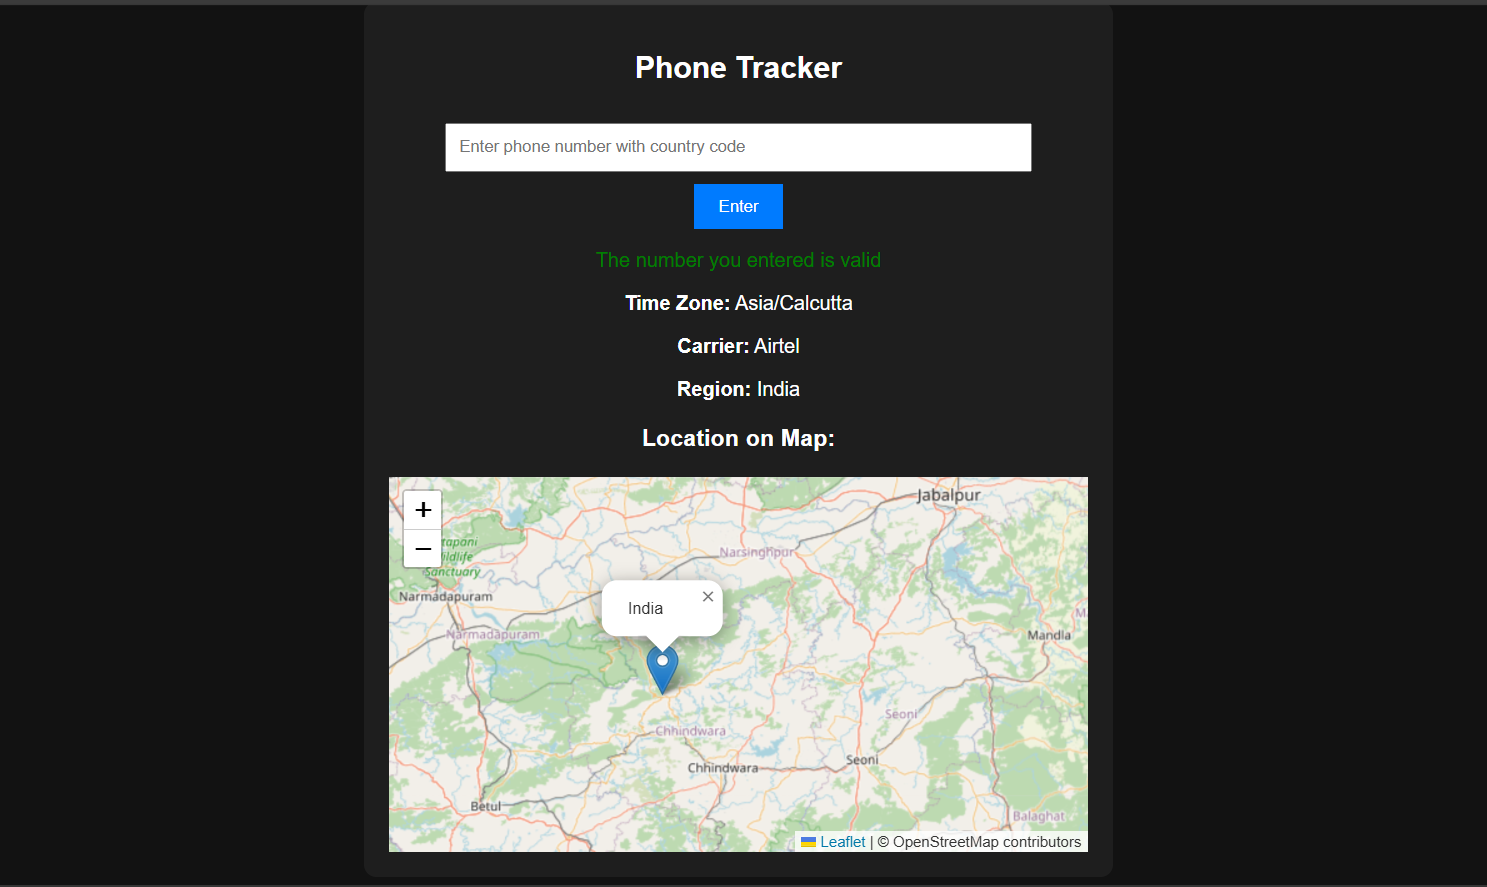 Phone Tracker
Enter phone number with country code
Enter
The number you entered is valid
Time Zone: Asia/Calcutta
Carrier: Airtel
Region: India
Location on Map:
+
−
Jabalpur
tapani
ildlife
Sanctuary
Narsinghpur
Narmadapuram
India ×
Narmadapuram
Mandla
Seoni
Chhindwara
Seoni
Chhindwara
Betul
Balaghat
Leaflet | © OpenStreetMap contributors